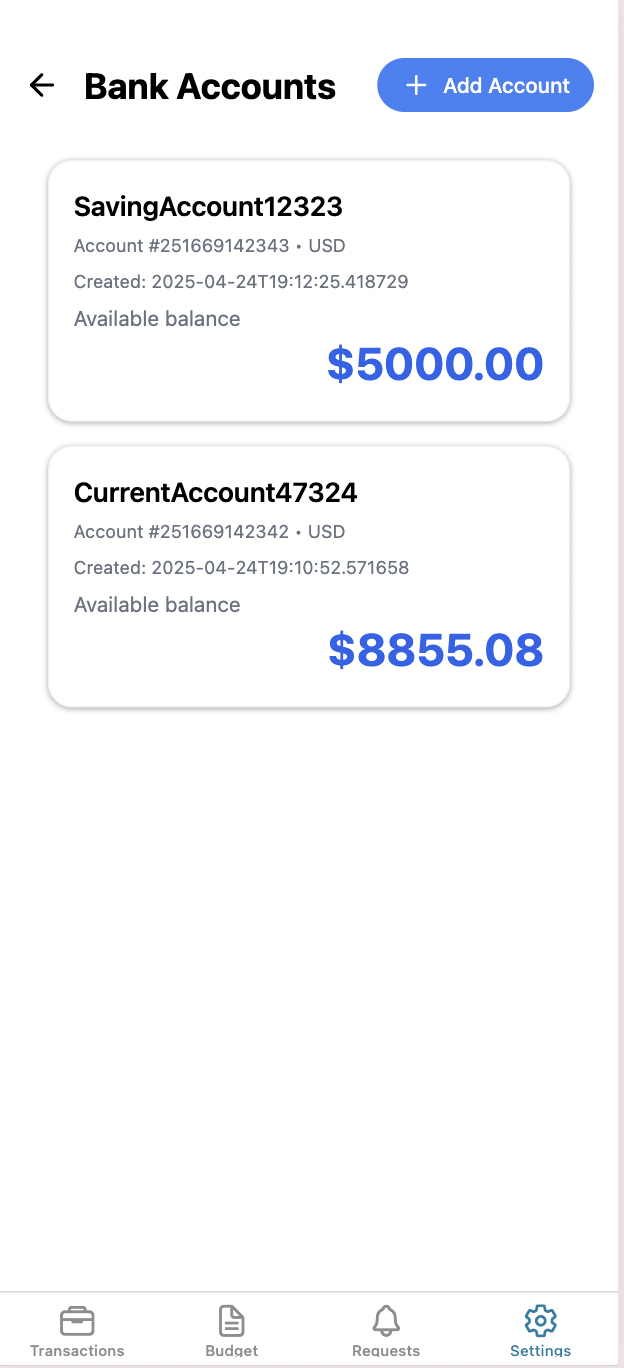 Bank Accounts
+ Add Account
SavingAccount12323
Account #251669142343 • USD
Created: 2025-04-24T19:12:25.418729
Available balance
$5000.00
CurrentAccount47324
Account #251669142342 • USD
Created: 2025-04-24T19:10:52.571658
Available balance
$8855.08
Transactions Budget Requests Settings